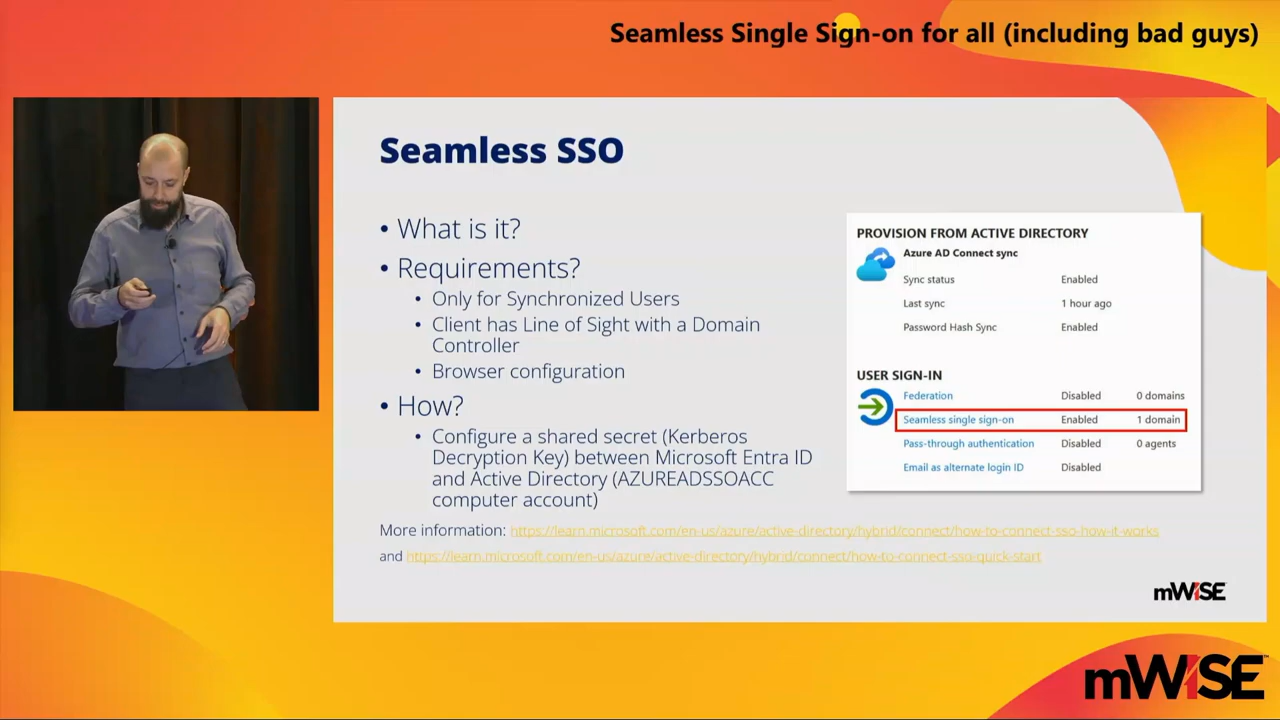 Seamless Single Sign-on for all (including bad guys)
Seamless SSO
• What is it?
• Requirements?
• Only for Synchronized Users
• Client has Line of Sight with a Domain
Controller
• Browser configuration
• How?
• Configure a shared secret (Kerberos
Decryption Key) between Microsoft Entra ID
and Active Directory (AZUREADSSOACC
computer account)
More information: https://learn.microsoft.com/en-us/azure/active-directory/hybrid/connect/how-to-connect-sso-how-it-works
and https://learn.microsoft.com/en-us/azure/active-directory/hybrid/connect/how-to-connect-sso-quick-start
PROVISION FROM ACTIVE DIRECTORY
Azure AD Connect sync
Sync status Enabled
Last sync 1 hour ago
Password Hash Sync Enabled
USER SIGN-IN
Federation Disabled 0 domains
Seamless single sign-on Enabled 1 domain
Pass-through authentication Disabled 0 agents
Email as alternate login ID Disabled
mWISE
mWISE™